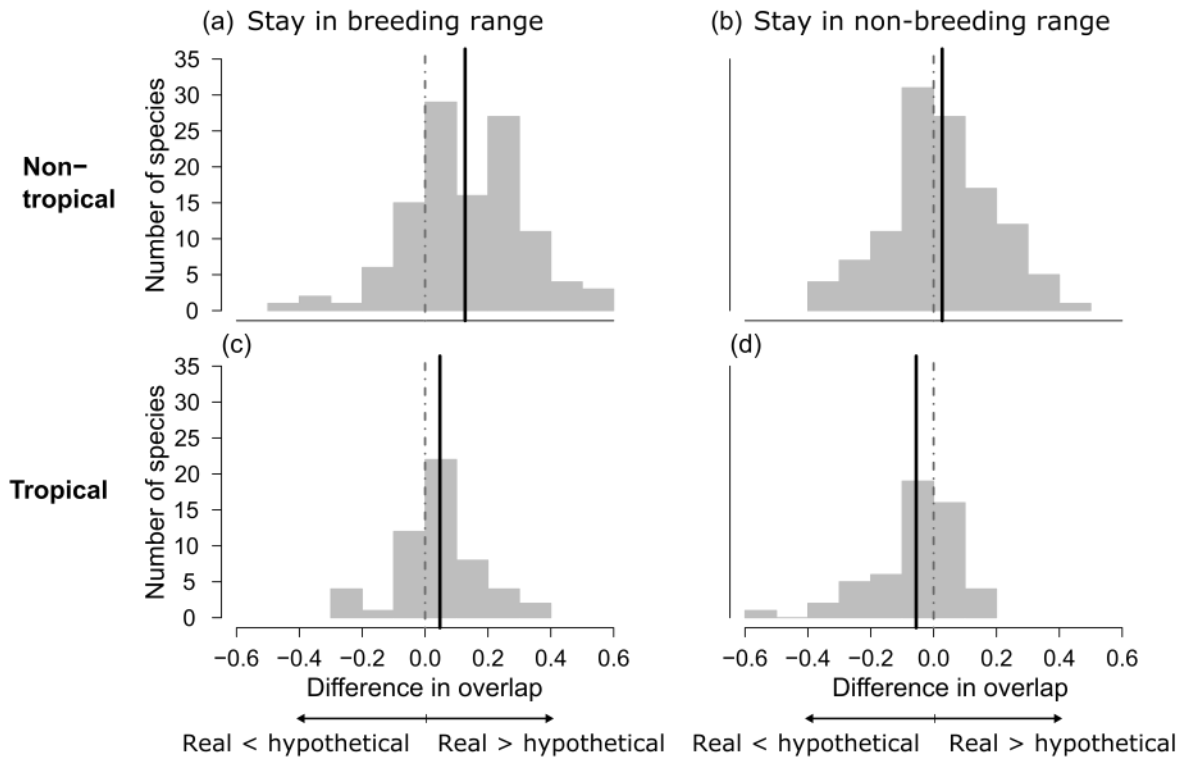 (a) Stay in breeding range
(b) Stay in non-breeding range
Non−
tropical
Number of species
35
30
25
20
15
10
5
0
(c)
(d)
Tropical
Number of species
35
30
25
20
15
10
5
0
−0.6 −0.4 −0.2 0.0 0.2 0.4 0.6
−0.6 −0.4 −0.2 0.0 0.2 0.4 0.6
Difference in overlap
Difference in overlap
Real < hypothetical Real > hypothetical
Real < hypothetical Real > hypothetical